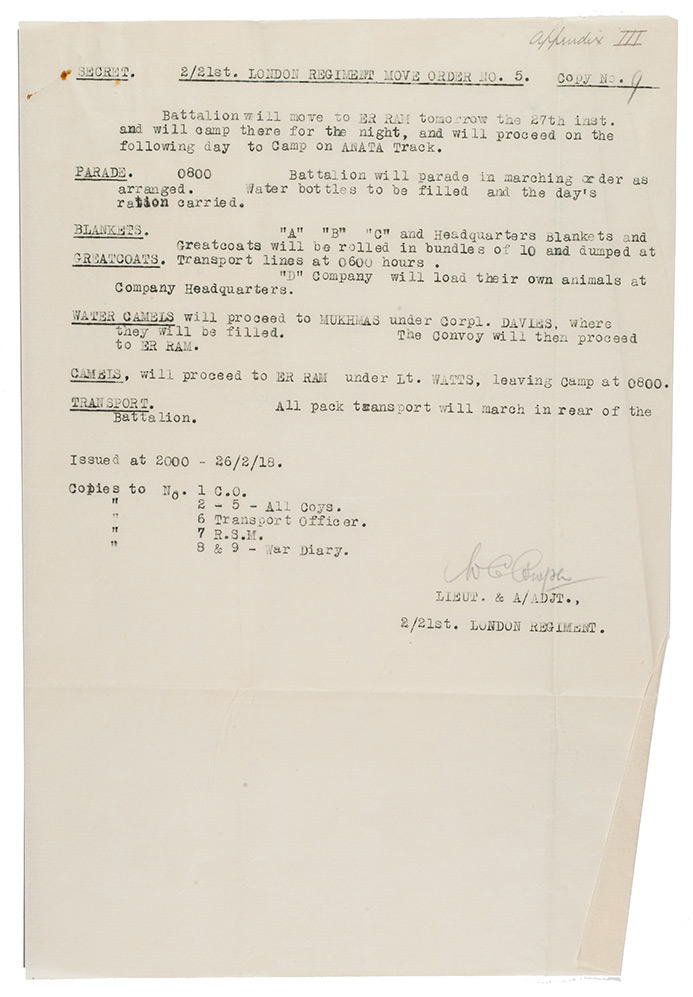 Appendix III
SECRET. 2/21st. LONDON REGIMENT MOVE ORDER NO. 5. Copy No. 9
Battalion will move to ER RAM tomorrow the 27th inst.
and will camp there for the night, and will proceed on the
following day to Camp on ANATA Track.
PARADE. 0800 Battalion will parade in marching order as
arranged. Water bottles to be filled and the day's
ration carried.
BLANKETS. "A" "B" "C" and Headquarters Blankets and
Greatcoats will be rolled in bundles of 10 and dumped at
GREATCOATS. Transport lines at 0600 hours .
"D" Company will load their own animals at
Company Headquarters.
WATER CAMELS will proceed to MUKHMAS under Corpl. DAVIES, where
they will be filled. The Convoy will then proceed
to ER RAM.
CAMELS, will proceed to ER RAM under Lt. WATTS, leaving Camp at 0800.
TRANSPORT. All pack transport will march in rear of the
Battalion.
Issued at 2000 - 26/2/18.
Copies to No. 1 C.O.
" 2 - 5 - All Coys.
" 6 Transport Officer.
" 7 R.S.M.
" 8 & 9 - War Diary.
LIEUT. & A/ADJT.,
2/21st. LONDON REGIMENT.